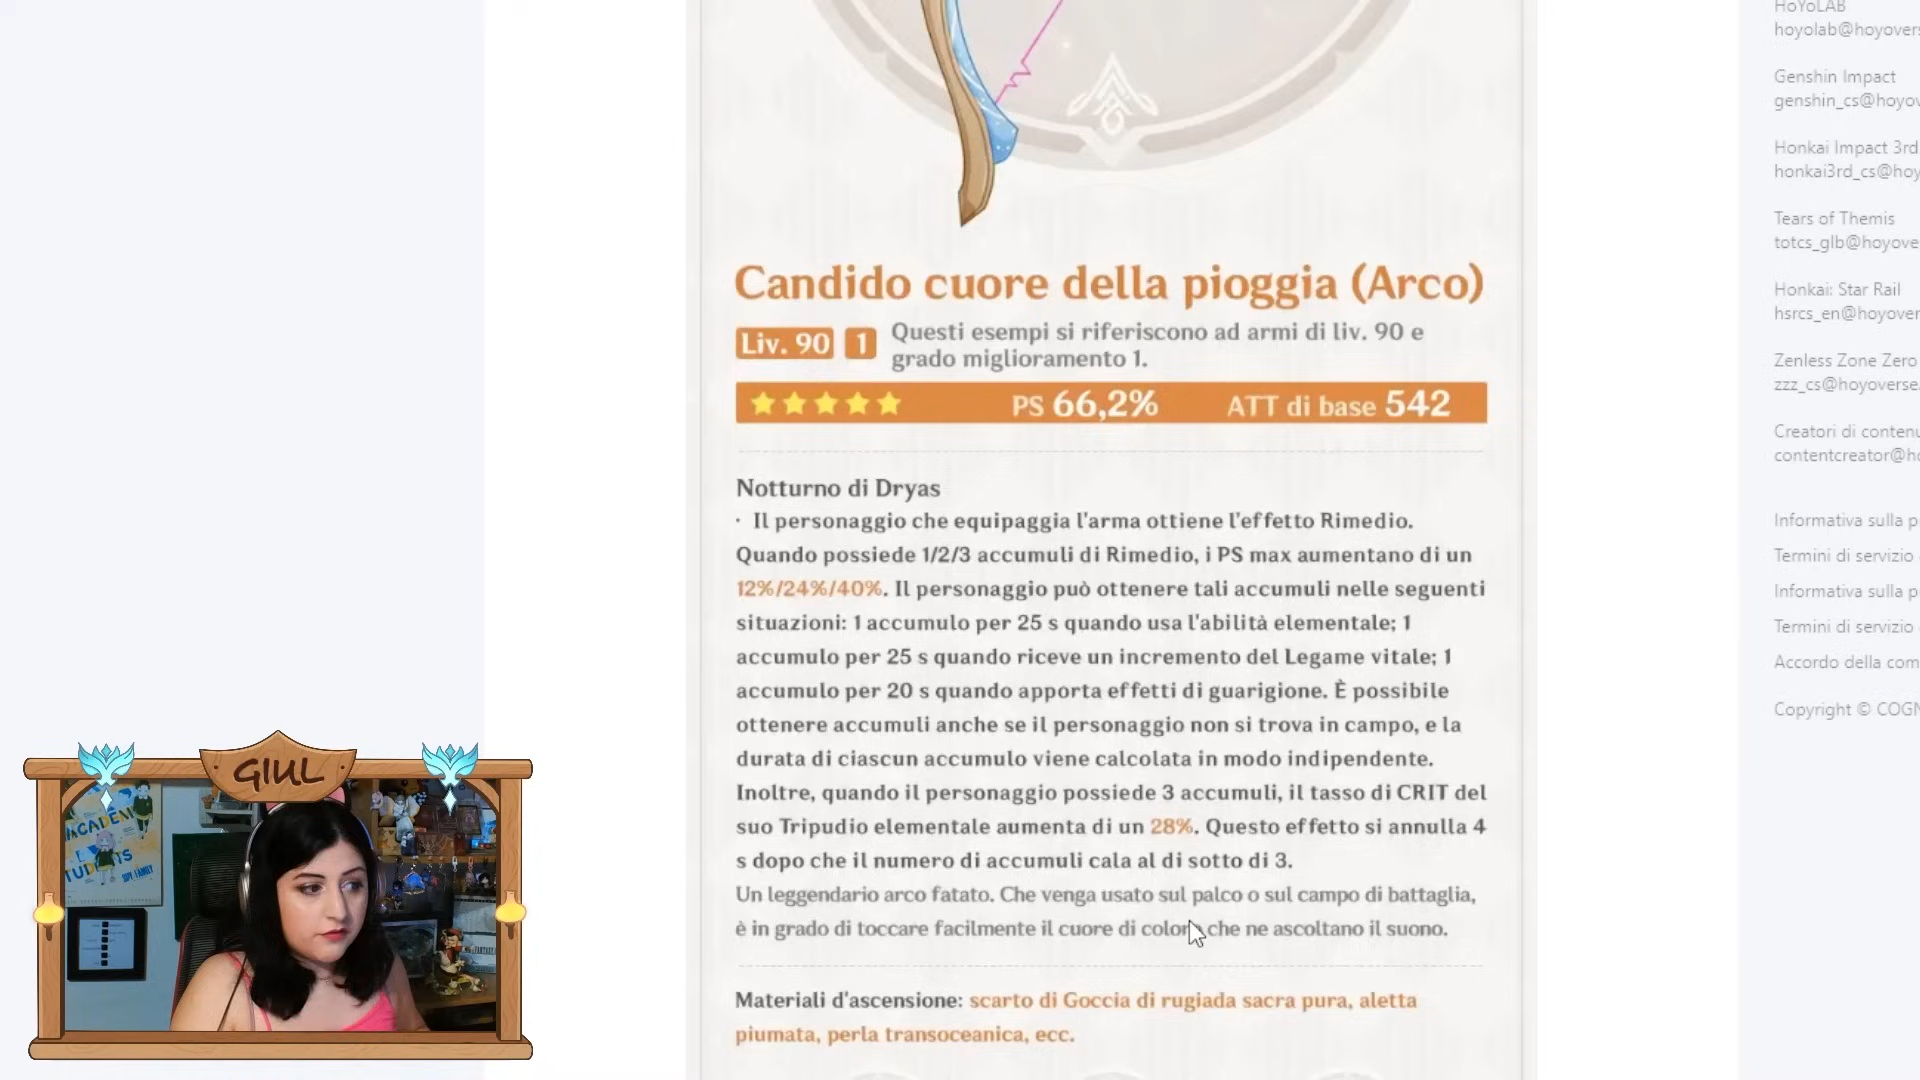 Candido cuore della pioggia (Arco)
Liv. 90 1
Questi esempi si riferiscono ad armi di liv. 90 e
grado miglioramento 1.
PS 66,2% ATT di base 542
Notturno di Dryas
· Il personaggio che equipaggia l'arma ottiene l'effetto Rimedio.
Quando possiede 1/2/3 accumuli di Rimedio, i PS max aumentano di un
12%/24%/40%. Il personaggio può ottenere tali accumuli nelle seguenti
situazioni: 1 accumulo per 25 s quando usa l'abilità elementale; 1
accumulo per 25 s quando riceve un incremento del Legame vitale; 1
accumulo per 20 s quando apporta effetti di guarigione. È possibile
ottenere accumuli anche se il personaggio non si trova in campo, e la
durata di ciascun accumulo viene calcolata in modo indipendente.
Inoltre, quando il personaggio possiede 3 accumuli, il tasso di CRIT del
suo Tripudio elementale aumenta di un 28%. Questo effetto si annulla 4
s dopo che il numero di accumuli cala al di sotto di 3.
Un leggendario arco fatato. Che venga usato sul palco o sul campo di battaglia,
è in grado di toccare facilmente il cuore di color che ne ascoltano il suono.
Materiali d'ascensione: scarto di Goccia di rugiada sacra pura, aletta
piumata, perla transoceanica, ecc.
HoYoLAB
hoyolab@hoyovers
Genshin Impact
genshin_cs@hoyov
Honkai Impact 3rd
honkai3rd_cs@hoy
Tears of Themis
totcs_glb@hoyove
Honkai: Star Rail
hsrcs_en@hoyover
Zenless Zone Zero
zzz_cs@hoyoverse
Creatori di contenu
contentcreator@ho
Informativa sulla p
Termini di servizio
Informativa sulla p
Termini di servizio
Accordo della com
Copyright © COGN
GIUL
ACADEM
STUDENTS
SPY FAMILY